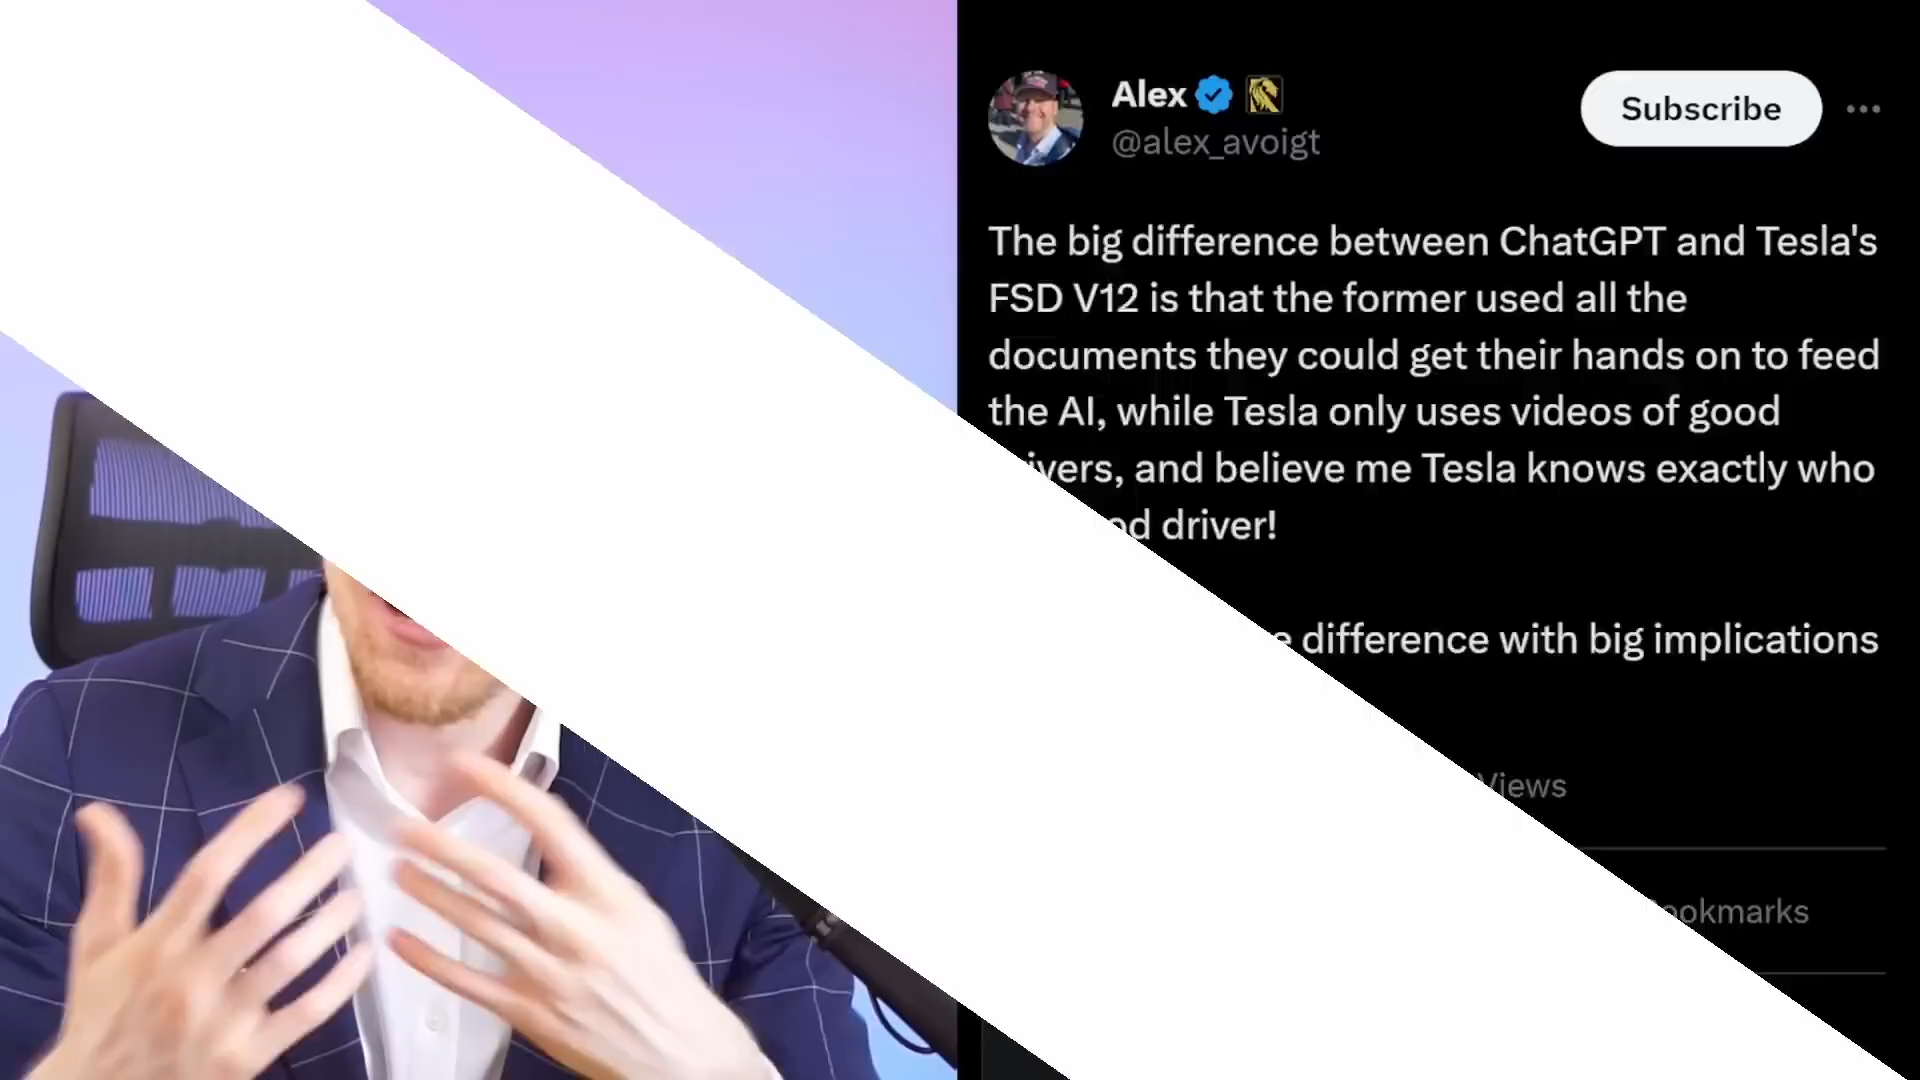 Alex
@alex_avoigt
Subscribe
The big difference between ChatGPT and Tesla's
FSD V12 is that the former used all the
documents they could get their hands on to feed
the AI, while Tesla only uses videos of good
and believe me Tesla knows exactly who
driver!
difference with big implications
Views